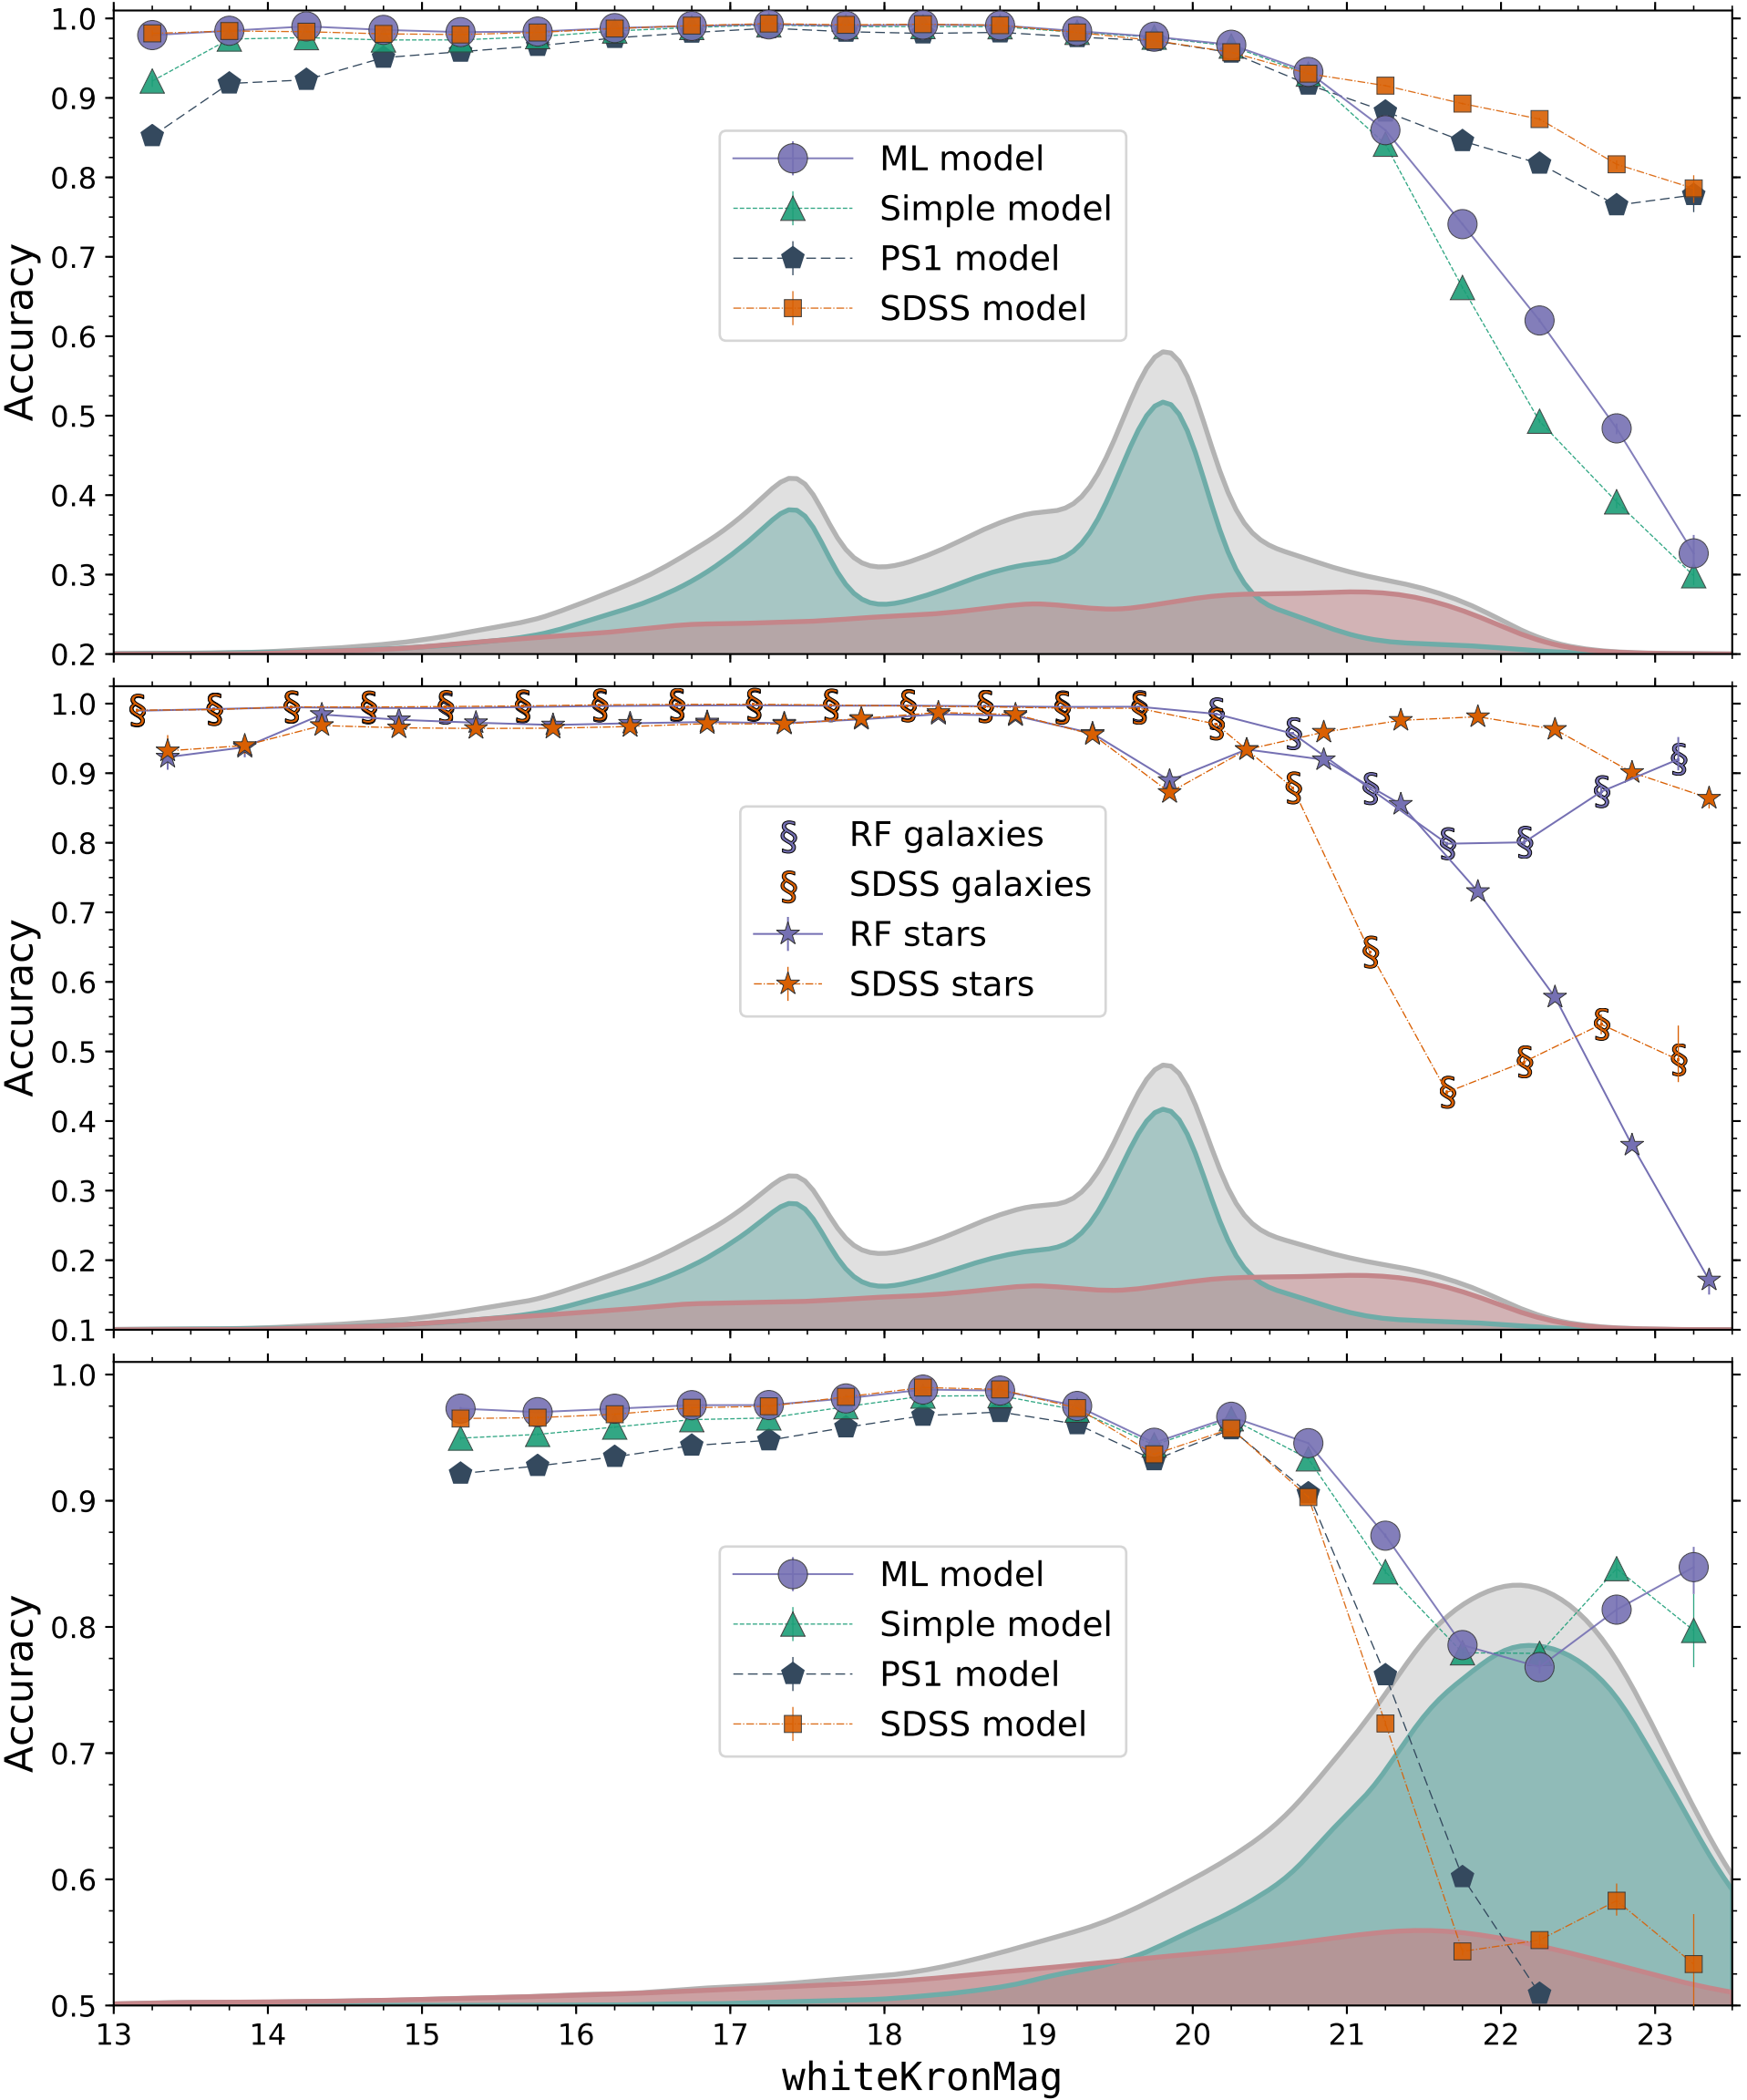 1.0
0.9
0.8
0.7
0.6
0.5
0.4
0.3
0.2
Accuracy
ML model
Simple model
PS1 model
SDSS model
1.0
0.9
0.8
0.7
0.6
0.5
0.4
0.3
0.2
0.1
Accuracy
§ RF galaxies
§ SDSS galaxies
RF stars
SDSS stars
1.0
0.9
0.8
0.7
0.6
0.5
Accuracy
ML model
Simple model
PS1 model
SDSS model
13 14 15 16 17 18 19 20 21 22 23
whiteKronMag